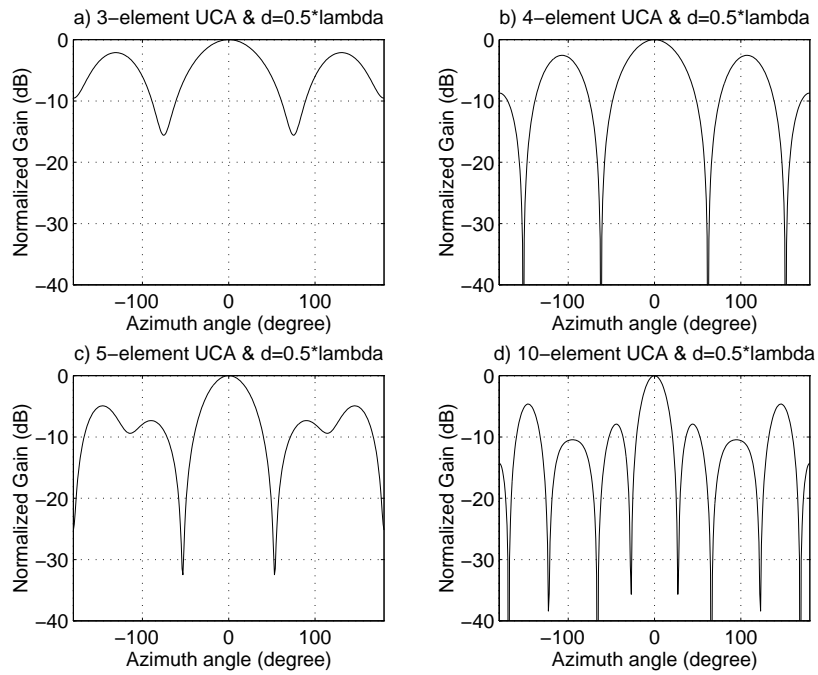 a) 3−element UCA & d=0.5*lambda
0
−10
−20
−30
−40
Normalized Gain (dB)
−100 0 100
Azimuth angle (degree)
b) 4−element UCA & d=0.5*lambda
0
−10
−20
−30
−40
Normalized Gain (dB)
−100 0 100
Azimuth angle (degree)
c) 5−element UCA & d=0.5*lambda
0
−10
−20
−30
−40
Normalized Gain (dB)
−100 0 100
Azimuth angle (degree)
d) 10−element UCA & d=0.5*lambda
0
−10
−20
−30
−40
Normalized Gain (dB)
−100 0 100
Azimuth angle (degree)